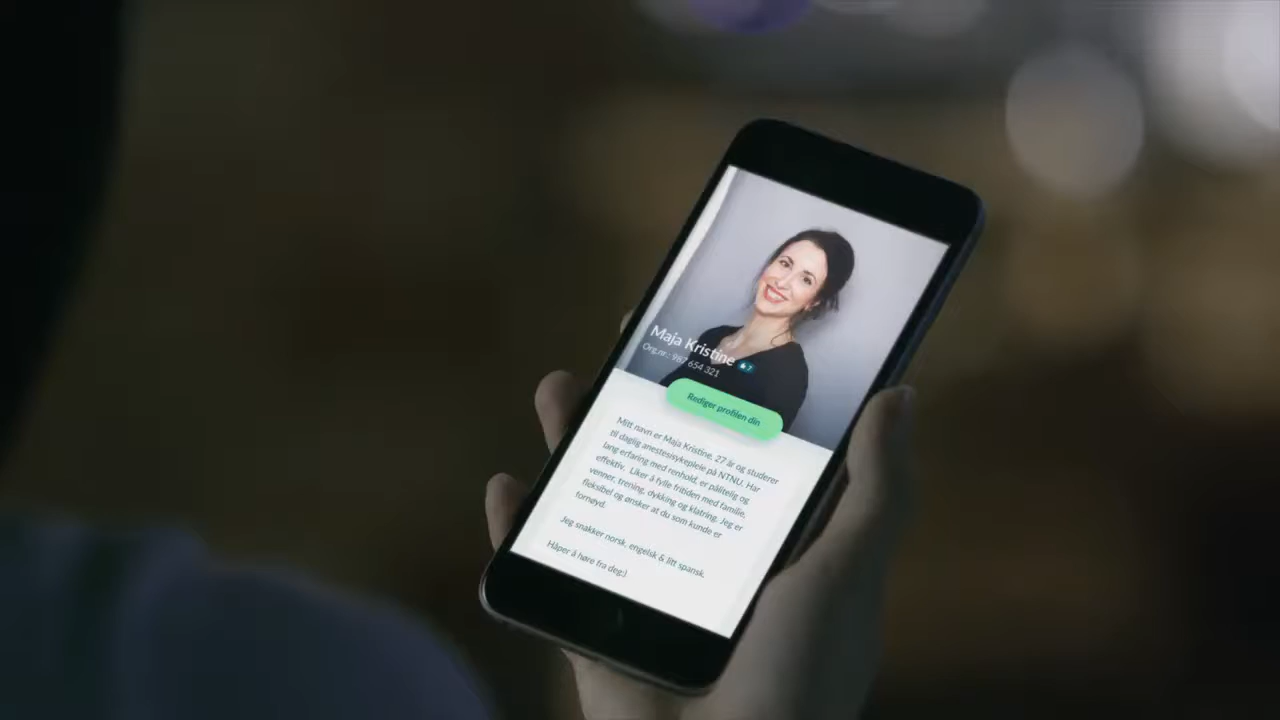 Maja Kristine
Org.nr.: 987 654 321
Rediger profilen din
Mitt navn er Maja Kristine, 27 år og studerer
til daglig anestesisykepleie på NTNU. Har
lang erfaring med renhold, er pålitelig og
effektiv. Liker å fylle fritiden med familie,
venner, trening, dykking og klatring. Jeg er
fleksibel og ønsker at du som kunde er
fornøyd.
Jeg snakker norsk, engelsk & litt spansk.
Håper å høre fra deg:)